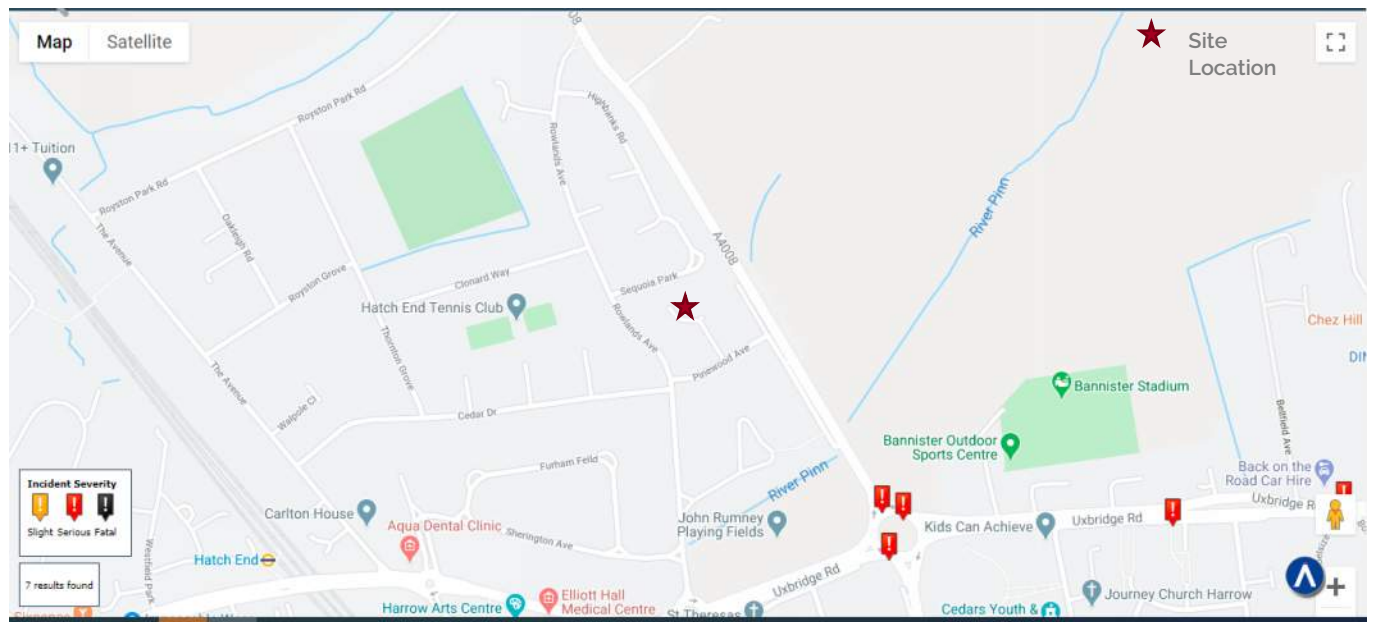 Map
Satellite
Site
Location
08
11+ Tuition
Royston Park Rd
Royston Park Rd
The Avenue
Oakleigh Rd
Royston Grove
Rowlands Ave
Highbanks Rd
A4008
River Pinn
Clonard Way
Sequoia Park
Hatch End Tennis Club
Rowlands Ave
Thornton Grove
Pinewood Ave
Chez Hill
The Avenue
Walpole Cl
Cedar Dr
Bannister Stadium
Bellfield Ave
Bannister Outdoor
Sports Centre
Furham Feild
River Pinn
Back on the
Road Car Hire
Uxbridge R
Incident Severity
Slight Serious Fatal
Carlton House
Aqua Dental Clinic
Sherington Ave
John Rumney
Playing Fields
Kids Can Achieve
Uxbridge Rd
Westfield Park
Hatch End
7 results found
Uxbridge Rd
Harrow Arts Centre
Elliott Hall
Medical Centre
St Theresas
Cedars Youth &
Journey Church Harrow